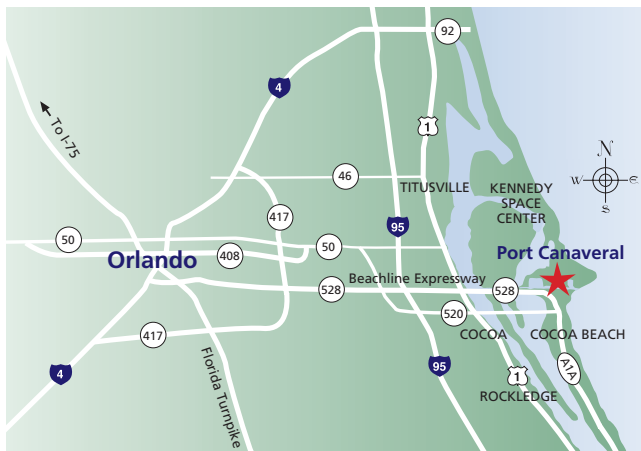 92
4
1
To I-75
N
W
E
S
46
TITUSVILLE
KENNEDY
SPACE
CENTER
417
95
50
50
408
Orlando
Port Canaveral
Beachline Expressway
528
528
520
417
COCOA
COCOA BEACH
Florida Turnpike
95
4
1
A1A
ROCKLEDGE